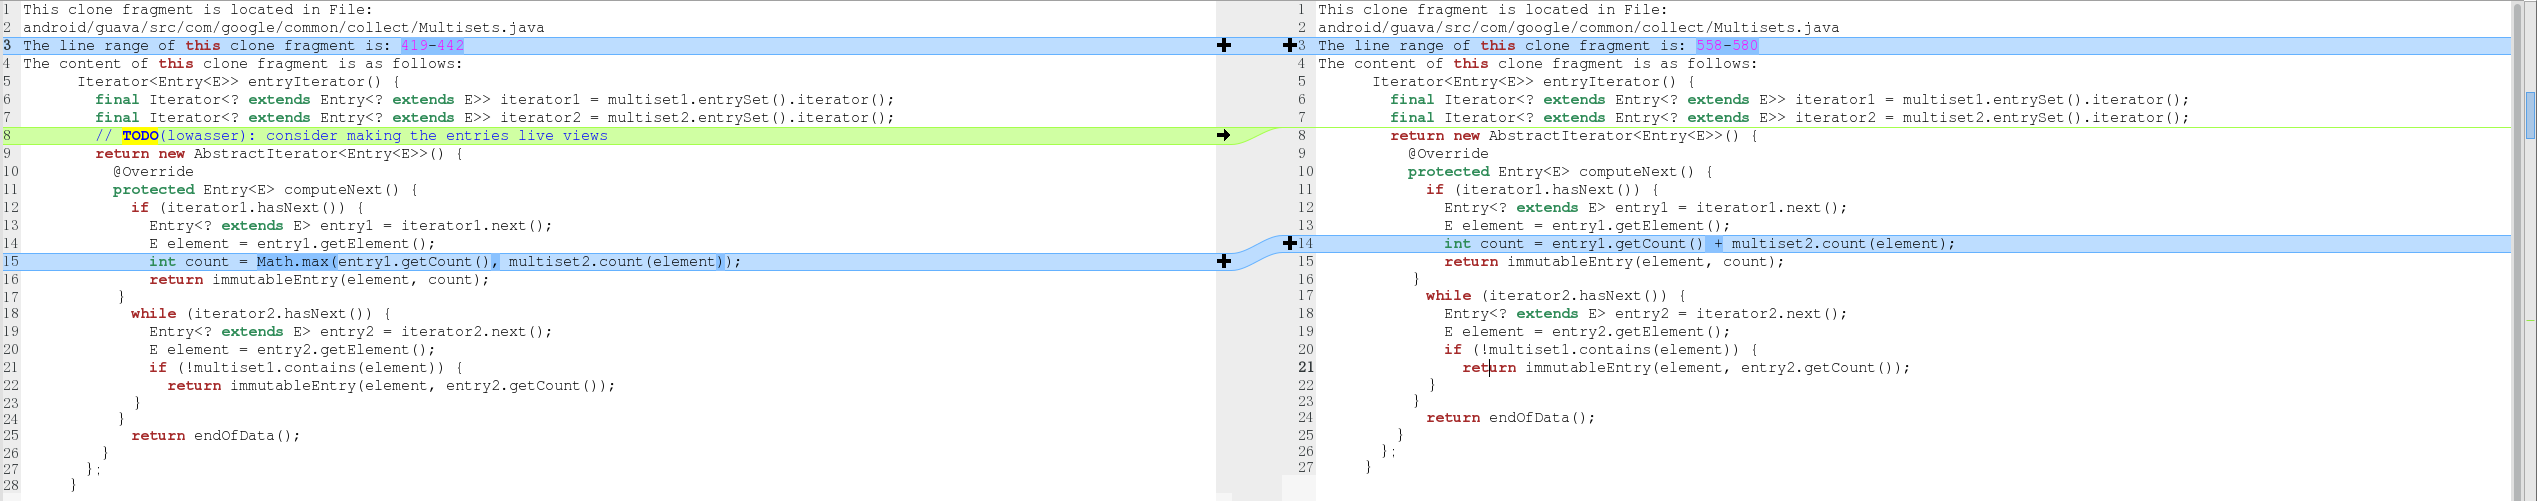 1 This clone fragment is located in File:
2 android/guava/src/com/google/common/collect/Multisets.java
3 The line range of this clone fragment is: 419-442
4 The content of this clone fragment is as follows:
5 Iterator<Entry<E>> entryIterator() {
6 final Iterator<? extends Entry<? extends E>> iterator1 = multiset1.entrySet().iterator();
7 final Iterator<? extends Entry<? extends E>> iterator2 = multiset2.entrySet().iterator();
8 // TODO(lowasser): consider making the entries live views
9 return new AbstractIterator<Entry<E>>() {
10 @Override
11 protected Entry<E> computeNext() {
12 if (iterator1.hasNext()) {
13 Entry<? extends E> entry1 = iterator1.next();
14 E element = entry1.getElement();
15 int count = Math.max(entry1.getCount(), multiset2.count(element));
16 return immutableEntry(element, count);
17 }
18 while (iterator2.hasNext()) {
19 Entry<? extends E> entry2 = iterator2.next();
20 E element = entry2.getElement();
21 if (!multiset1.contains(element)) {
22 return immutableEntry(element, entry2.getCount());
23 }
24 }
25 return endOfData();
26 }
27 };
28 }
1 This clone fragment is located in File:
2 android/guava/src/com/google/common/collect/Multisets.java
3 The line range of this clone fragment is: 558-580
4 The content of this clone fragment is as follows:
5 Iterator<Entry<E>> entryIterator() {
6 final Iterator<? extends Entry<? extends E>> iterator1 = multiset1.entrySet().iterator();
7 final Iterator<? extends Entry<? extends E>> iterator2 = multiset2.entrySet().iterator();
8 return new AbstractIterator<Entry<E>>() {
9 @Override
10 protected Entry<E> computeNext() {
11 if (iterator1.hasNext()) {
12 Entry<? extends E> entry1 = iterator1.next();
13 E element = entry1.getElement();
14 int count = entry1.getCount() + multiset2.count(element);
15 return immutableEntry(element, count);
16 }
17 while (iterator2.hasNext()) {
18 Entry<? extends E> entry2 = iterator2.next();
19 E element = entry2.getElement();
20 if (!multiset1.contains(element)) {
21 return immutableEntry(element, entry2.getCount());
22 }
23 }
24 return endOfData();
25 }
26 };
27 }